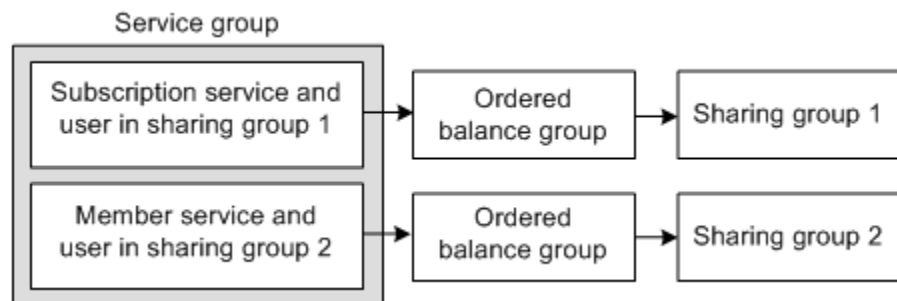 Service group
Subscription service and
user in sharing group 1
Ordered
balance group
Sharing group 1
Member service and
user in sharing group 2
Ordered
balance group
Sharing group 2